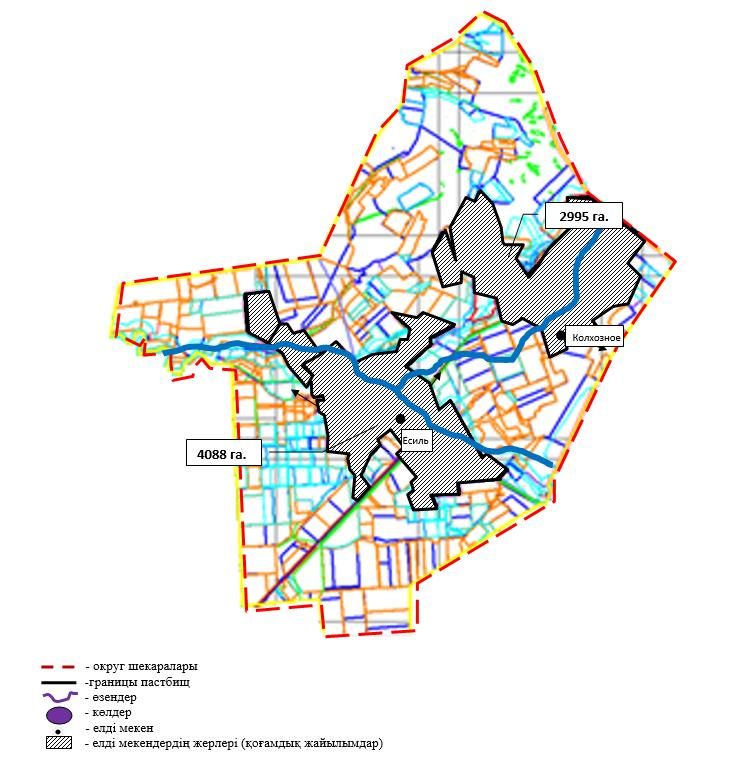 2995 га.
Колхозное
Есиль
4088 га.
- округ шекаралары
-границы пастбищ
- өзендер
- көлдер
- елді мекен
- елді мекендердің жерлері (қоғамдық жайылымдар)